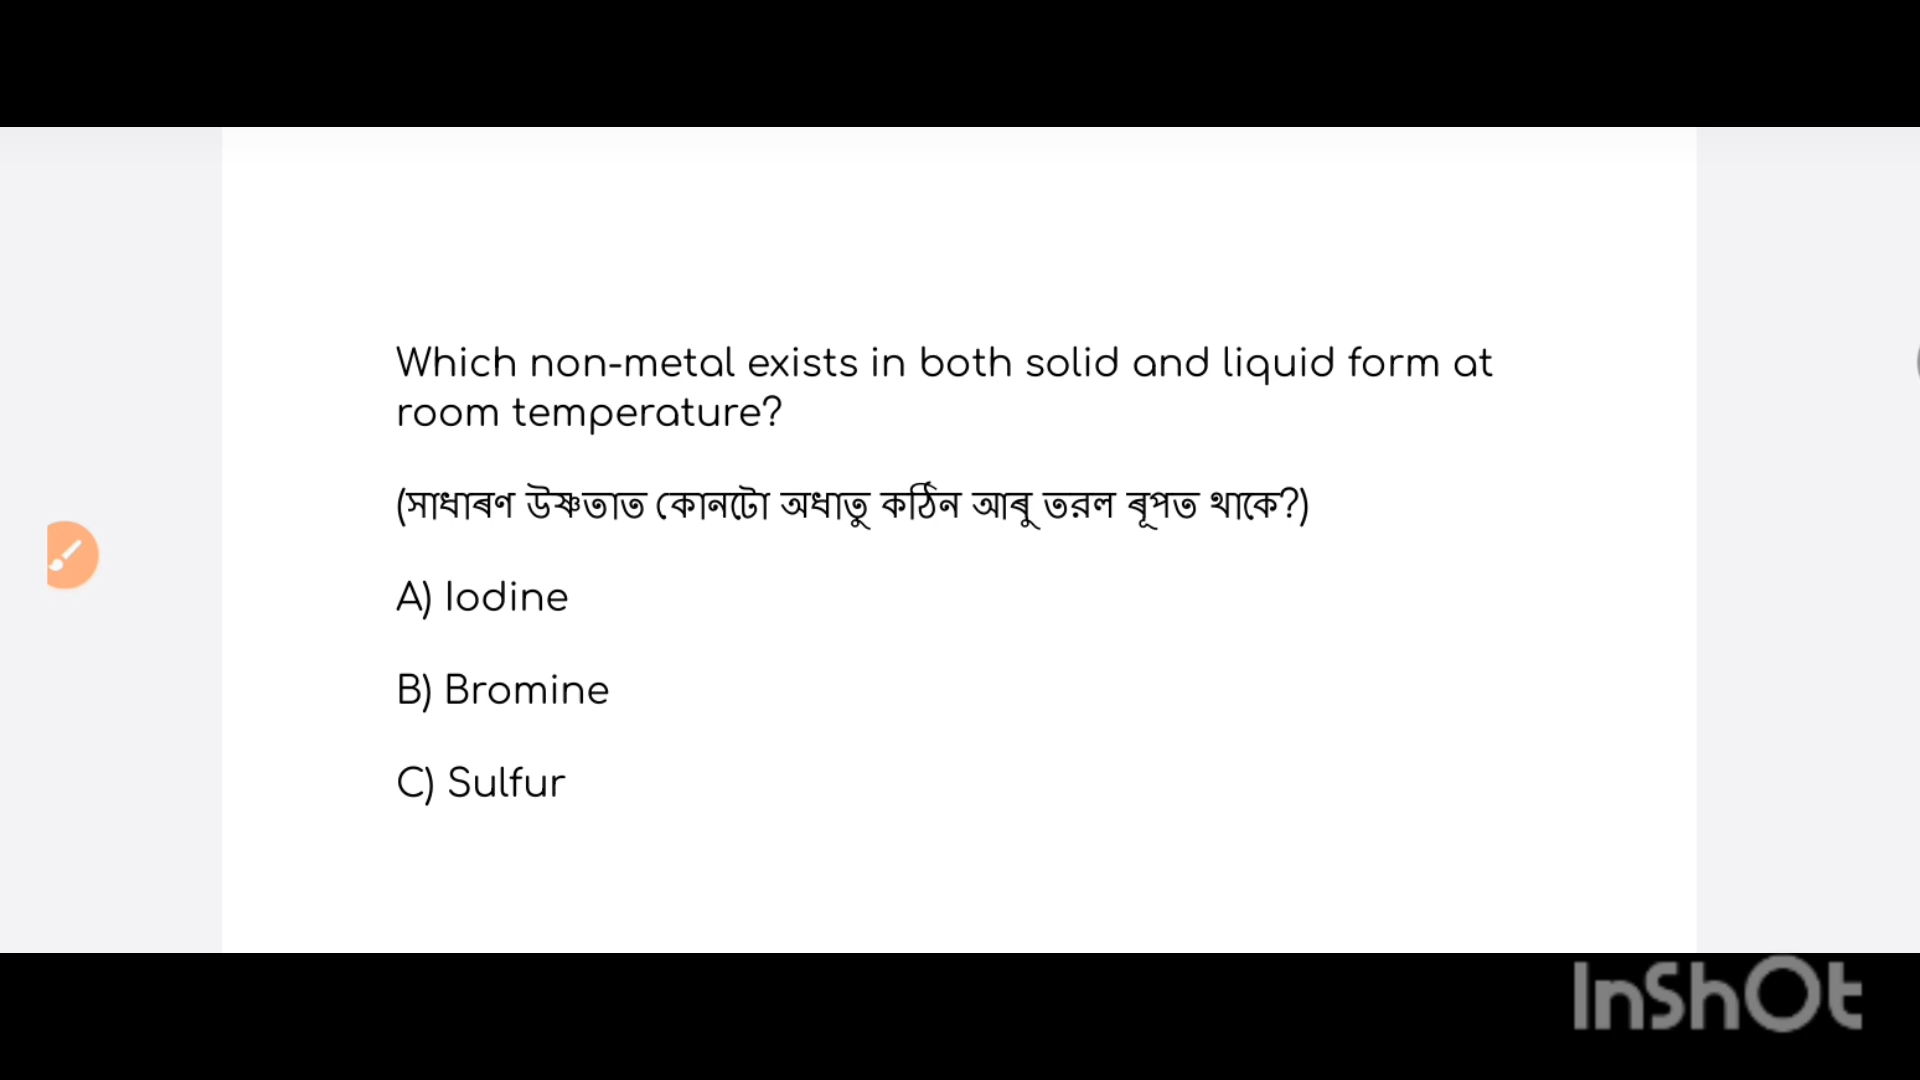 Which non-metal exists in both solid and liquid form at
room temperature?
(সাধাৰণ উষ্ণতাত কোনটো অধাতু কঠিন আৰু তরল ৰূপত থাকে?)
A) Iodine
B) Bromine
C) Sulfur
InShOt